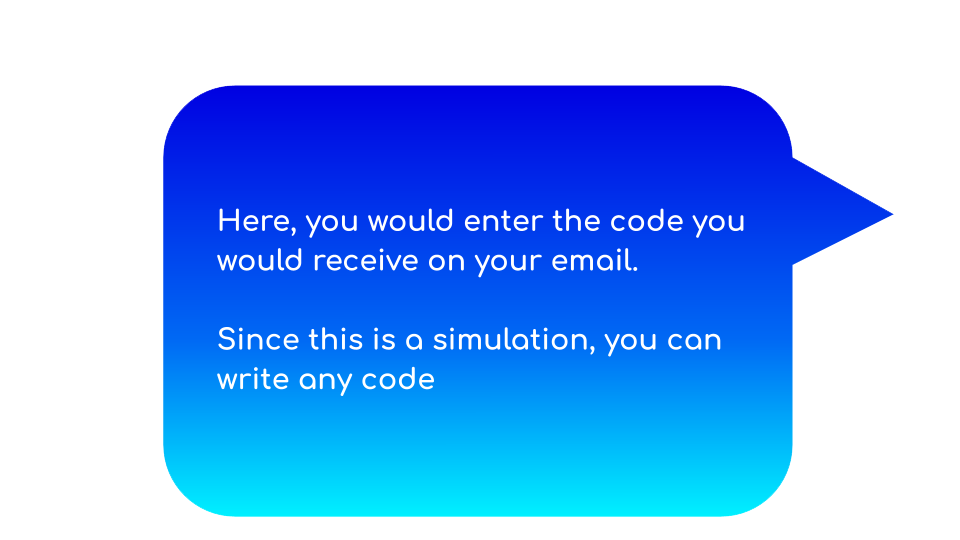 Here, you would enter the code you
would receive on your email.
Since this is a simulation, you can
write any code